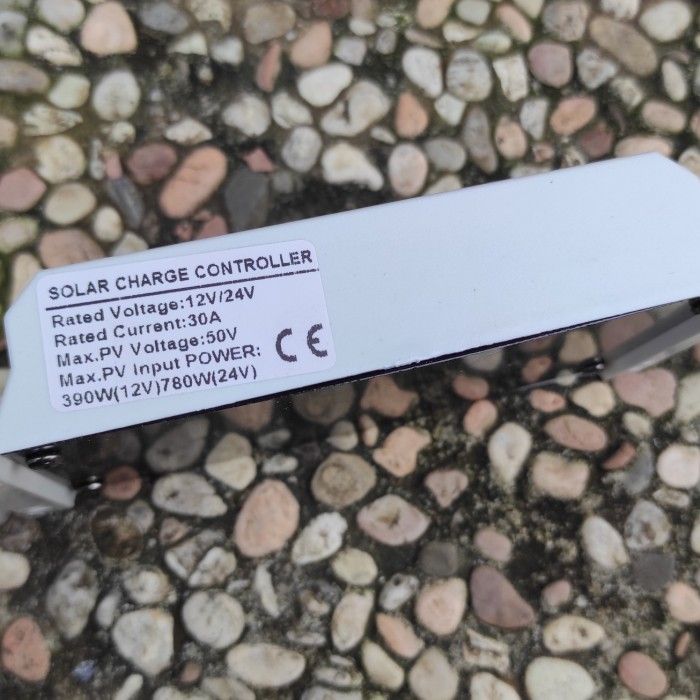 SOLAR CHARGE CONTROLLER
Rated Voltage:12V/24V
Rated Current:30A
Max.PV Voltage:50V
Max.PV Input POWER:
390W(12V)780W(24V)
CE